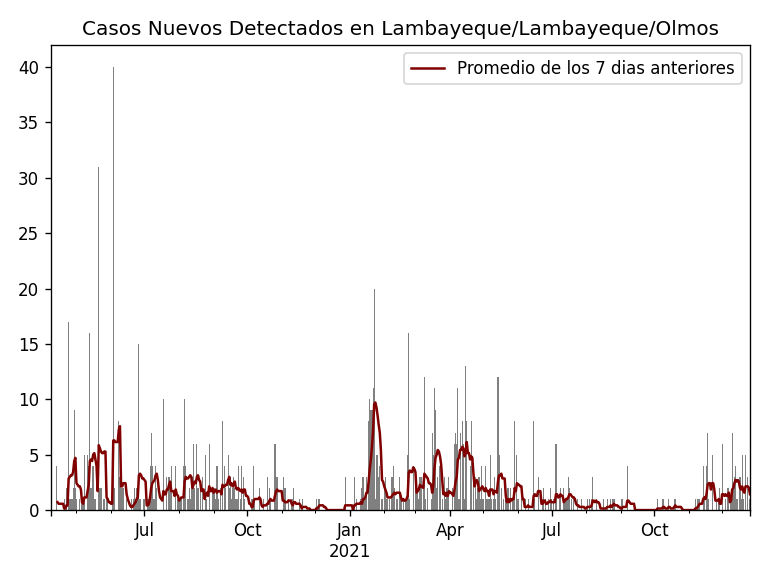 Casos Nuevos Detectados en Lambayeque/Lambayeque/Olmos
Promedio de los 7 dias anteriores
40
35
30
25
20
15
10
5
0
Jul
Oct
Jan
2021
Apr
Jul
Oct